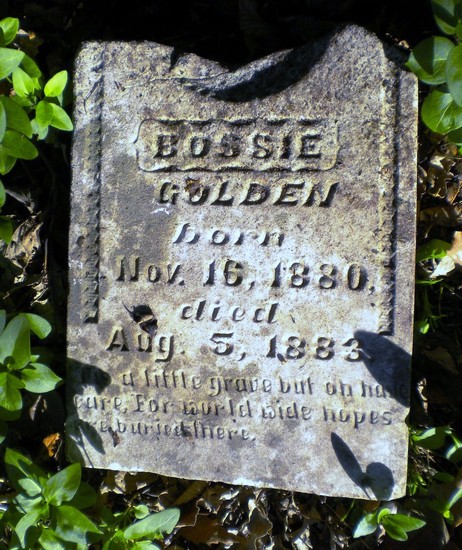 BOSSIE
GOLDEN
born
Nov. 16, 1880.
died
Aug. 5, 1883
a little grave but oh have
care, For world wide hopes
are buried there.